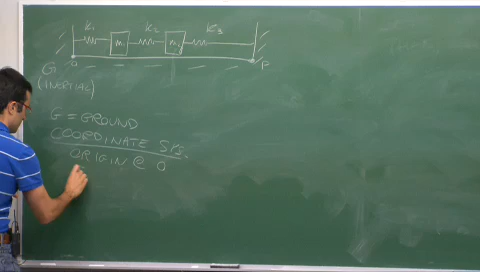 K₁ K₂ K₃
m₁ m₂
O P
G
(INERTIAL)
G = GROUND
COORDINATE SYS.
ORIGIN @ O